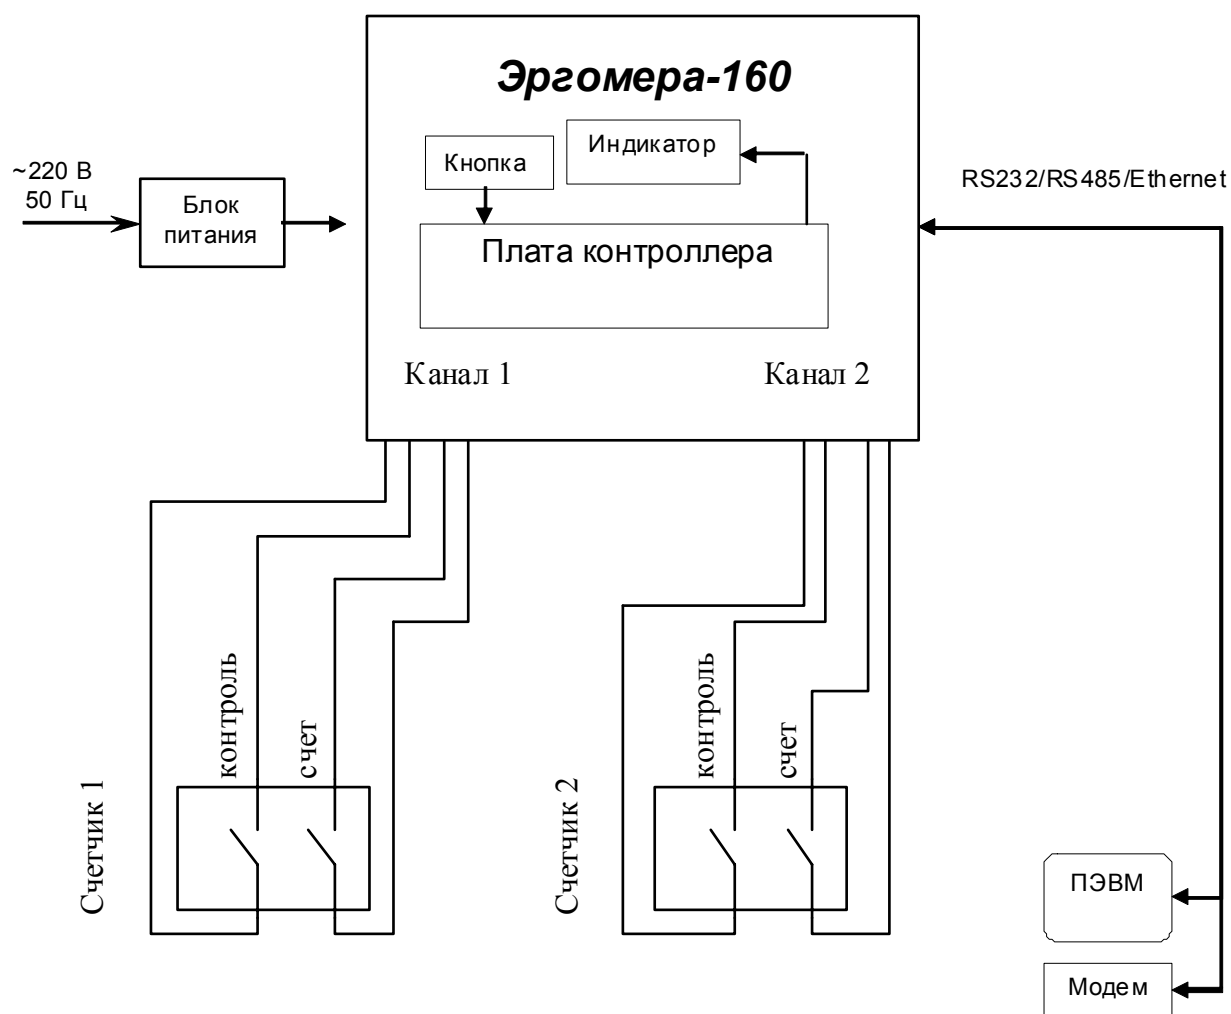 Эргомера-160
Индикатор
Кнопка
~220 В
50 Гц
Блок
питания
RS232/RS485/Ethernet
Плата контроллера
Канал 1
Канал 2
контроль
счет
Счетчик 1
контроль
счет
Счетчик 2
ПЭВМ
Модем